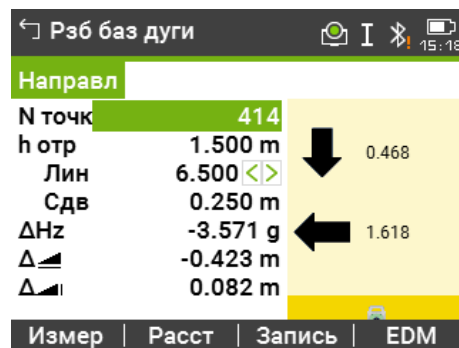 Рзб баз дуги I 15:18
Направл
N точк 414
h отр 1.500 m 0.468
Лин 6.500 <>
Сдв 0.250 m
ΔHz -3.571 g 1.618
Δ -0.423 m
Δ 0.082 m
Измер | Расст | Запись | EDM